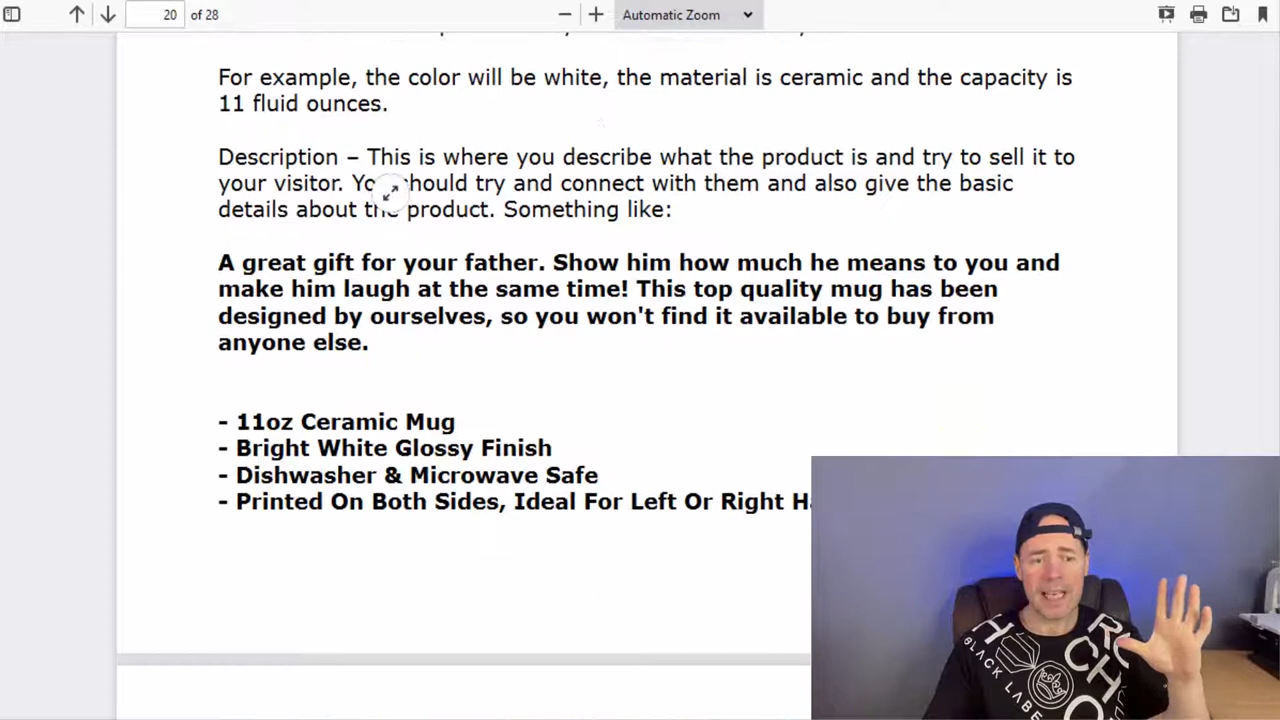 20
of 28
Automatic Zoom
For example, the color will be white, the material is ceramic and the capacity is
11 fluid ounces.
Description – This is where you describe what the product is and try to sell it to
your visitor. You should try and connect with them and also give the basic
details about the product. Something like:
A great gift for your father. Show him how much he means to you and
make him laugh at the same time! This top quality mug has been
designed by ourselves, so you won't find it available to buy from
anyone else.
- 11oz Ceramic Mug
- Bright White Glossy Finish
- Dishwasher & Microwave Safe
- Printed On Both Sides, Ideal For Left Or Right
BLACK LABE